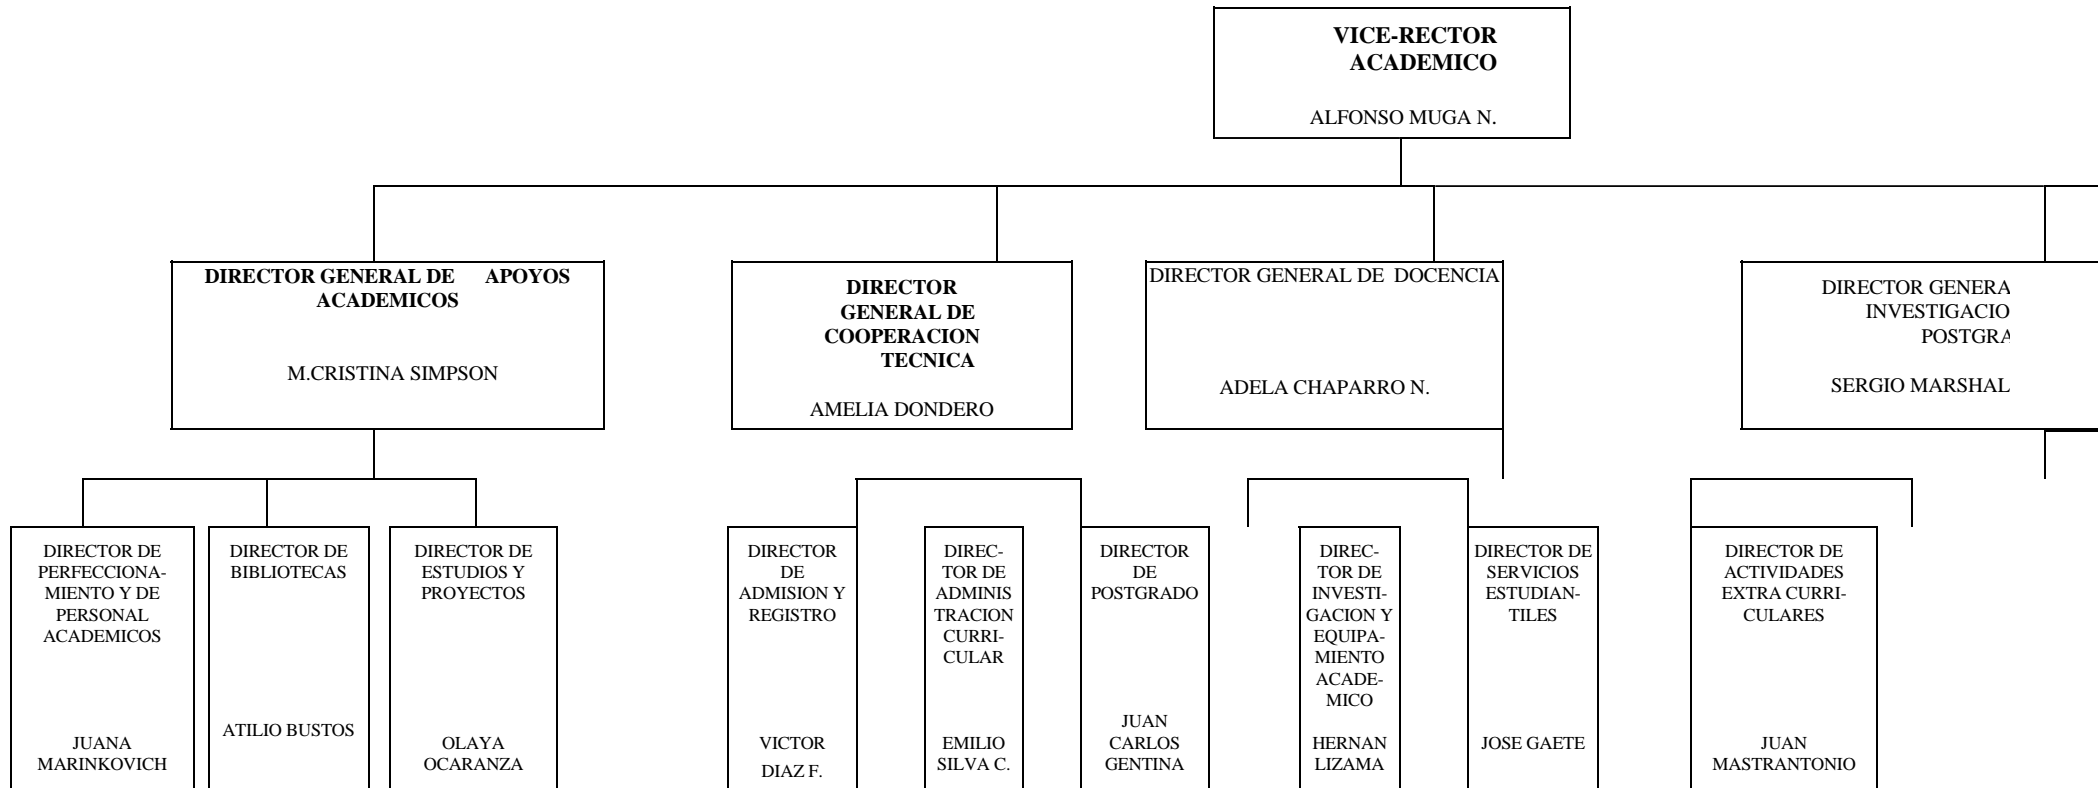 VICE-RECTOR
ACADEMICO
ALFONSO MUGA N.
DIRECTOR GENERAL DE APOYOS
ACADEMICOS
M.CRISTINA SIMPSON
DIRECTOR
GENERAL DE
COOPERACION
TECNICA
AMELIA DONDERO
DIRECTOR GENERAL DE DOCENCIA
ADELA CHAPARRO N.
DIRECTOR GENERA
INVESTIGACIO
POSTGRA
SERGIO MARSHAL
DIRECTOR DE
PERFECCIONA-
MIENTO Y DE
PERSONAL
ACADEMICOS
JUANA
MARINKOVICH
DIRECTOR DE
BIBLIOTECAS
ATILIO BUSTOS
DIRECTOR DE
ESTUDIOS Y
PROYECTOS
OLAYA
OCARANZA
DIRECTOR
DE
ADMISION Y
REGISTRO
VICTOR
DIAZ F.
DIREC-
TOR DE
ADMINIS
TRACION
CURRI-
CULAR
EMILIO
SILVA C.
DIRECTOR
DE
POSTGRADO
JUAN
CARLOS
GENTINA
DIREC-
TOR DE
INVESTI-
GACION Y
EQUIPA-
MIENTO
ACADE-
MICO
HERNAN
LIZAMA
DIRECTOR DE
SERVICIOS
ESTUDIAN-
TILES
JOSE GAETE
DIRECTOR DE
ACTIVIDADES
EXTRA CURRI-
CULARES
JUAN
MASTRANTONIO